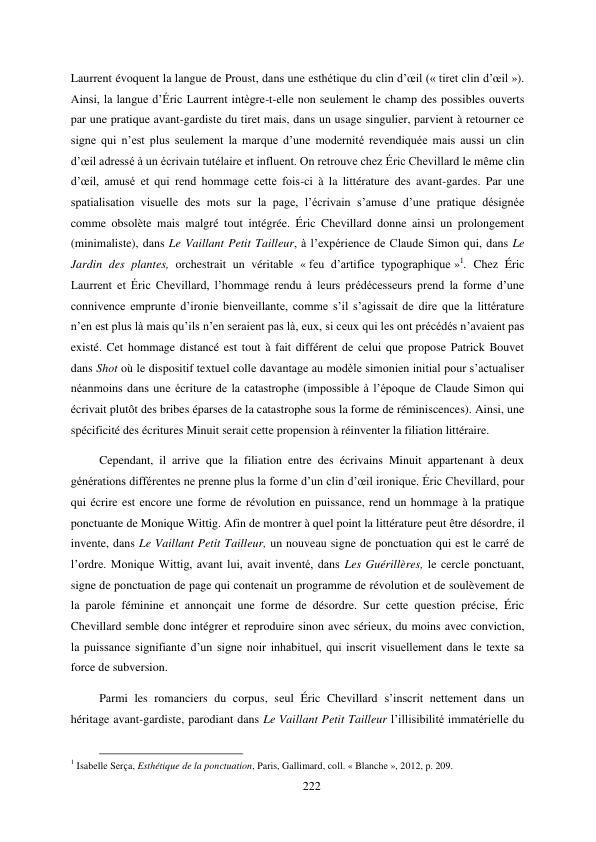 Laurrent évoquent la langue de Proust, dans une esthétique du clin d’œil (« tiret clin d’œil »).
Ainsi, la langue d’Éric Laurrent intègre-t-elle non seulement le champ des possibles ouverts
par une pratique avant-gardiste du tiret mais, dans un usage singulier, parvient à retourner ce
signe qui n’est plus seulement la marque d’une modernité revendiquée mais aussi un clin
d’œil adressé à un écrivain tutélaire et influent. On retrouve chez Éric Chevillard le même clin
d’œil, amusé et qui rend hommage cette fois-ci à la littérature des avant-gardes. Par une
spatialisation visuelle des mots sur la page, l’écrivain s’amuse d’une pratique désignée
comme obsolète mais malgré tout intégrée. Éric Chevillard donne ainsi un prolongement
(minimaliste), dans Le Vaillant Petit Tailleur, à l’expérience de Claude Simon qui, dans Le
Jardin des plantes, orchestrait un véritable « feu d’artifice typographique »1. Chez Éric
Laurrent et Éric Chevillard, l’hommage rendu à leurs prédécesseurs prend la forme d’une
connivence emprunte d’ironie bienveillante, comme s’il s’agissait de dire que la littérature
n’en est plus là mais qu’ils n’en seraient pas là, eux, si ceux qui les ont précédés n’avaient pas
existé. Cet hommage distancé est tout à fait différent de celui que propose Patrick Bouvet
dans Shot où le dispositif textuel colle davantage au modèle simonien initial pour s’actualiser
néanmoins dans une écriture de la catastrophe (impossible à l’époque de Claude Simon qui
écrivait plutôt des bribes éparses de la catastrophe sous la forme de réminiscences). Ainsi, une
spécificité des écritures Minuit serait cette propension à réinventer la filiation littéraire.
Cependant, il arrive que la filiation entre des écrivains Minuit appartenant à deux
générations différentes ne prenne plus la forme d’un clin d’œil ironique. Éric Chevillard, pour
qui écrire est encore une forme de révolution en puissance, rend un hommage à la pratique
ponctuante de Monique Wittig. Afin de montrer à quel point la littérature peut être désordre, il
invente, dans Le Vaillant Petit Tailleur, un nouveau signe de ponctuation qui est le carré de
l’ordre. Monique Wittig, avant lui, avait inventé, dans Les Guérillères, le cercle ponctuant,
signe de ponctuation de page qui contenait un programme de révolution et de soulèvement de
la parole féminine et annonçait une forme de désordre. Sur cette question précise, Éric
Chevillard semble donc intégrer et reproduire sinon avec sérieux, du moins avec conviction,
la puissance signifiante d’un signe noir inhabituel, qui inscrit visuellement dans le texte sa
force de subversion.
Parmi les romanciers du corpus, seul Éric Chevillard s’inscrit nettement dans un
héritage avant-gardiste, parodiant dans Le Vaillant Petit Tailleur l’illisibilité immatérielle du
1 Isabelle Serça, Esthétique de la ponctuation, Paris, Gallimard, coll. « Blanche », 2012, p. 209.
222